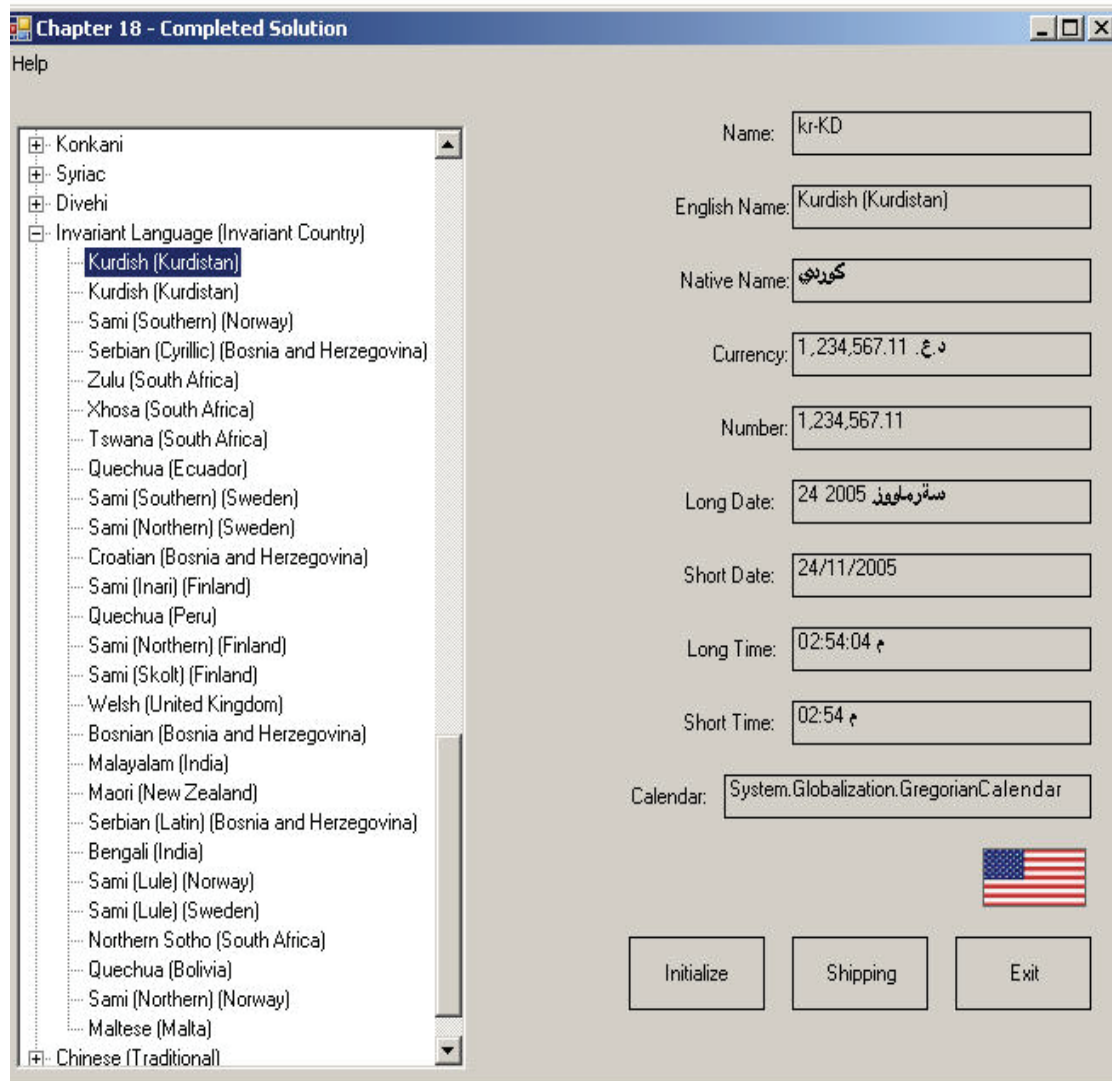 Chapter 18 - Completed Solution
Help
Konkani
Syriac
Divehi
Invariant Language (Invariant Country)
Kurdish (Kurdistan)
Kurdish (Kurdistan)
Sami (Southern) (Norway)
Serbian (Cyrillic) (Bosnia and Herzegovina)
Zulu (South Africa)
Xhosa (South Africa)
Tswana (South Africa)
Quechua (Ecuador)
Sami (Southern) (Sweden)
Sami (Northern) (Sweden)
Croatian (Bosnia and Herzegovina)
Sami (Inari) (Finland)
Quechua (Peru)
Sami (Northern) (Finland)
Sami (Skolt) (Finland)
Welsh (United Kingdom)
Bosnian (Bosnia and Herzegovina)
Malayalam (India)
Maori (New Zealand)
Serbian (Latin) (Bosnia and Herzegovina)
Bengali (India)
Sami (Lule) (Norway)
Sami (Lule) (Sweden)
Northern Sotho (South Africa)
Quechua (Bolivia)
Sami (Northern) (Norway)
Maltese (Malta)
Chinese (Traditional)
Name: kr-KD
English Name: Kurdish (Kurdistan)
Native Name: كوردي
Currency: 1,234,567.11 د.ع.
Number: 1,234,567.11
Long Date: 24 2005 سةرماووز
Short Date: 24/11/2005
Long Time: 02:54:04 م
Short Time: 02:54 م
Calendar: System.Globalization.GregorianCalendar
Initialize
Shipping
Exit